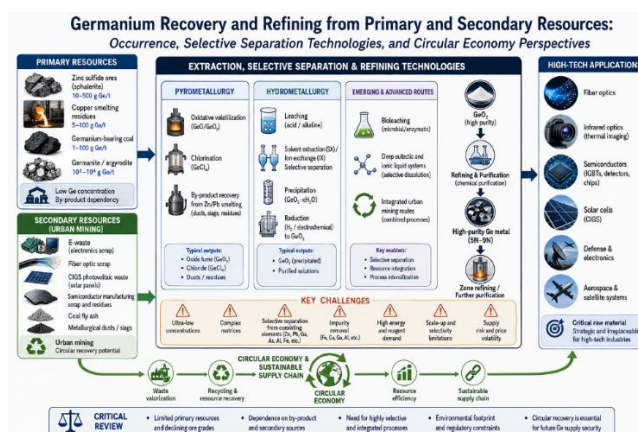 Germanium Recovery and Refining from Primary and Secondary Resources:
Occurrence, Selective Separation Technologies, and Circular Economy Perspectives
PRIMARY RESOURCES
Zinc sulfide ores
(sphalerite)
10–500 g Ge/t
Copper smelting
residues
5–100 g Ge/t
Germanium-bearing coal
1–100 g Ge/t
Germanite / argyrodite
Low Ge concentration
By-product dependency
SECONDARY RESOURCES
(URBAN MINING)
E-waste
(electronics scrap)
Fiber optic scrap
CIGS photovoltaic waste
(solar panels)
Semiconductor manufacturing
scrap and residues
Coal fly ash
Metallurgical dusts / slags
Urban mining
Circular recovery potential
EXTRACTION, SELECTIVE SEPARATION & REFINING TECHNOLOGIES
PYROMETALLURGY
Oxidative volatilization
(GeO/GeO₂)
Chlorination
(GeCl₄)
By-product recovery
from Zn/Pb smelting
(dusts, slags, residues)
Typical outputs:
• Oxide fume (GeO₂)
• Chloride (GeCl₄)
• Dusts / residues
HYDROMETALLURGY
Leaching
(acid / alkaline)
Solvent extraction (SX)/
Ion exchange (IX)
Selective separation
Precipitation
(GeO₂·xH₂O)
Reduction
(H₂ / electrochemical)
to GeO₂
Typical outputs:
• GeO₂ (precipitated)
• Purified solutions
EMERGING & ADVANCED ROUTES
Bioleaching
(microbial/enzymatic)
Deep eutectic and
ionic liquid systems
(selective dissolution)
Integrated urban
mining routes
(combined processes)
Key enablers:
• Selective separation
• Resource integration
• Process intensification
GeO₂
(high purity)
Refining & Purification
(chemical purification)
High-purity Ge metal
(5N–9N)
Zone refining /
Further purification
KEY CHALLENGES
Ultra-low
concentrations
Complex
matrices
Selective separation
from coexisting
Impurity
removal
High energy
and reagent
demand
Scale-up and
selectivity
limitations
Supply
risk and price
volatility
HIGH-TECH APPLICATIONS
Fiber optics
Infrared optics
(thermal imaging)
Semiconductors
(IGBTs, detectors,
chips)
Solar cells
(CIGS)
Defense &
electronics
Aerospace &
satellite systems
Critical raw material
Strategic and irreplaceable
for high-tech industries
CIRCULAR ECONOMY &
SUSTAINABLE
SUPPLY CHAIN
Waste
valorization
Recycling &
resource recovery
CIRCULAR
ECONOMY
Resource
efficiency
Sustainable
supply chain
CRITICAL
REVIEW
• Limited primary resources
and declining ore grades
• Dependence on by-product
and secondary sources
• Need for highly selective
and integrated processes
• Environmental footprint
and regulatory constraints
• Circular recovery is essential
for future Ge supply security